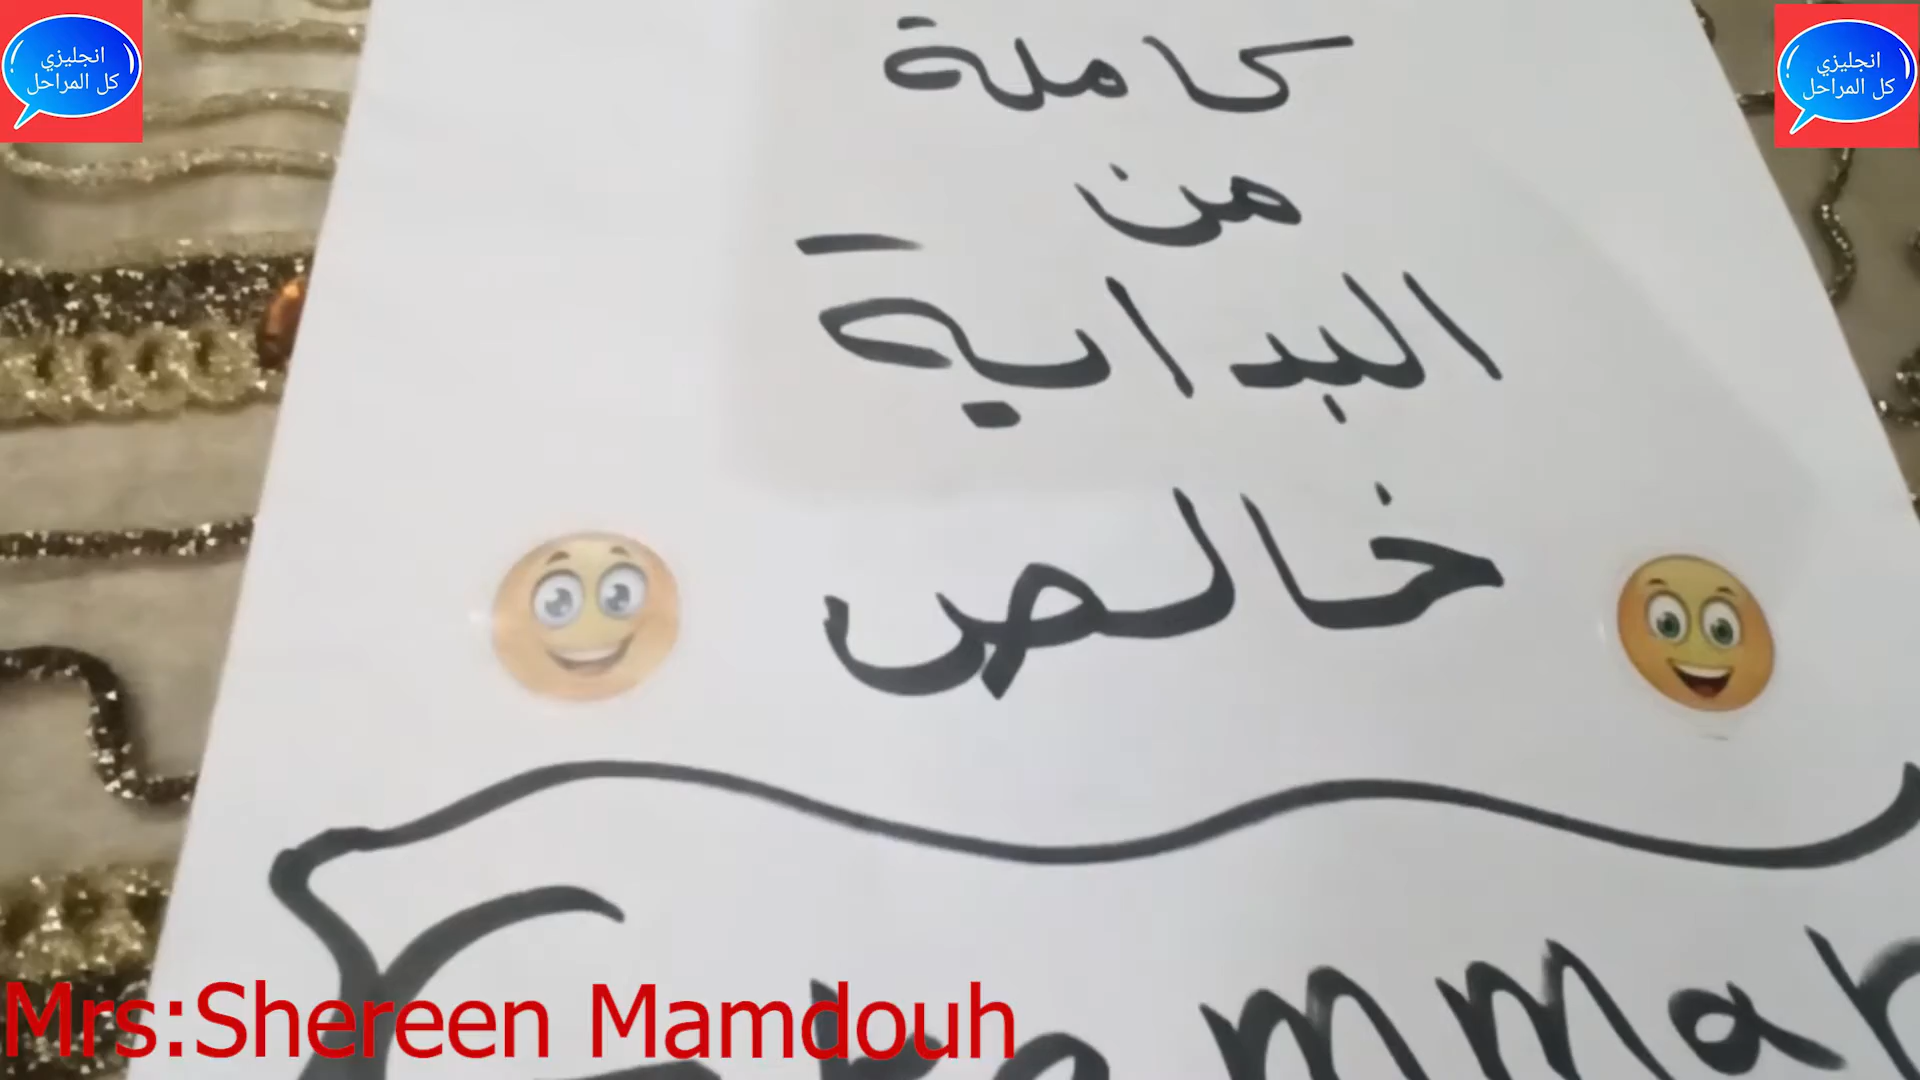 انجليزي
كل المراحل
انجليزي
كل المراحل
كاملة
من
البداية
خالص
Mrs:Shereen Mamdouh